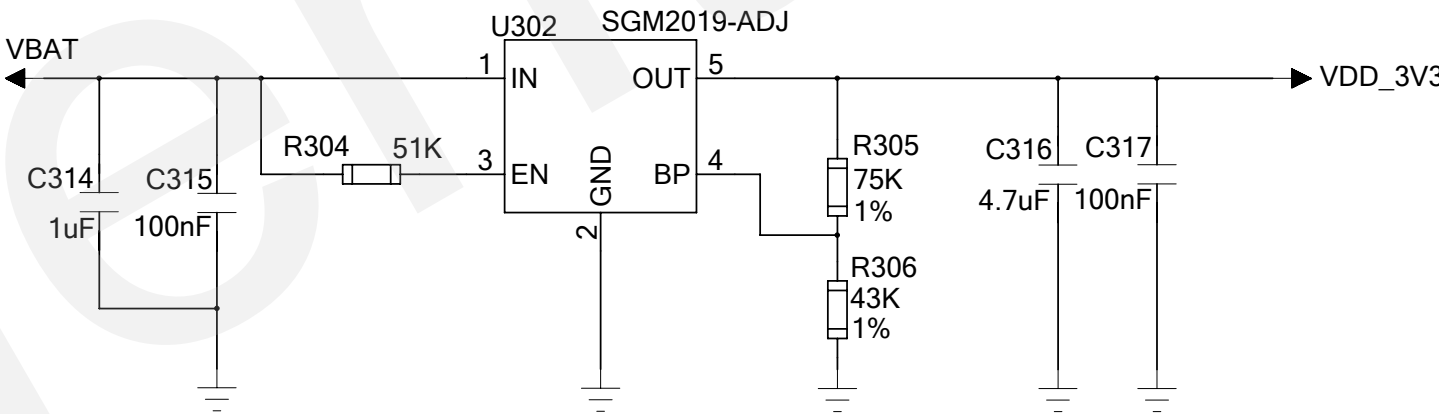 U302
SGM2019-ADJ
VBAT
1
IN
OUT
5
VDD_3V3
R304
51K
3
EN
GND
BP
4
2
C314
1uF
C315
100nF
R305
75K
1%
R306
43K
1%
C316
4.7uF
C317
100nF